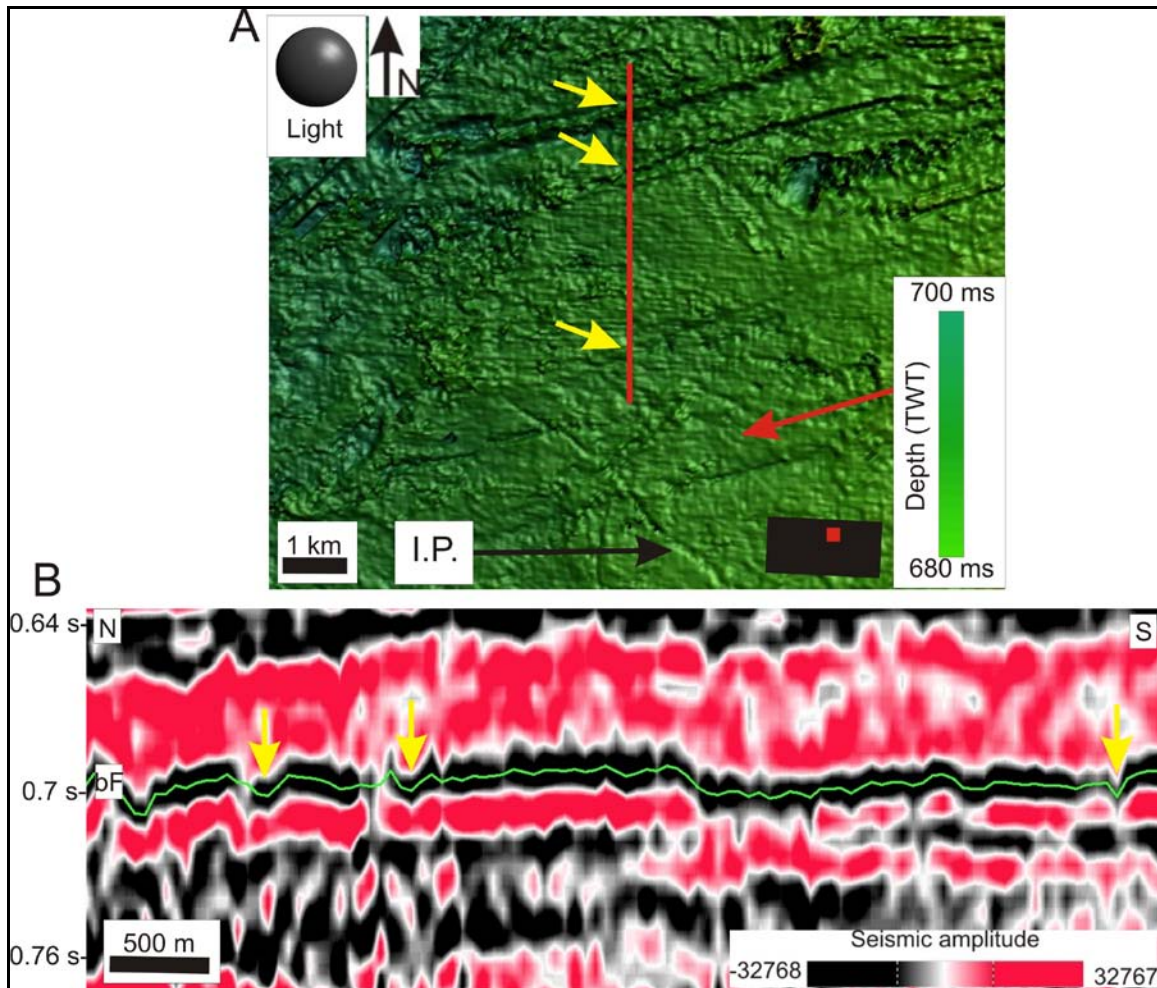 A
N
Light
700 ms
Depth (TWT)
680 ms
1 km
I.P.
B
0.64 s
N
S
bF
0.7 s
0.76 s
500 m
Seismic amplitude
-32768
32767